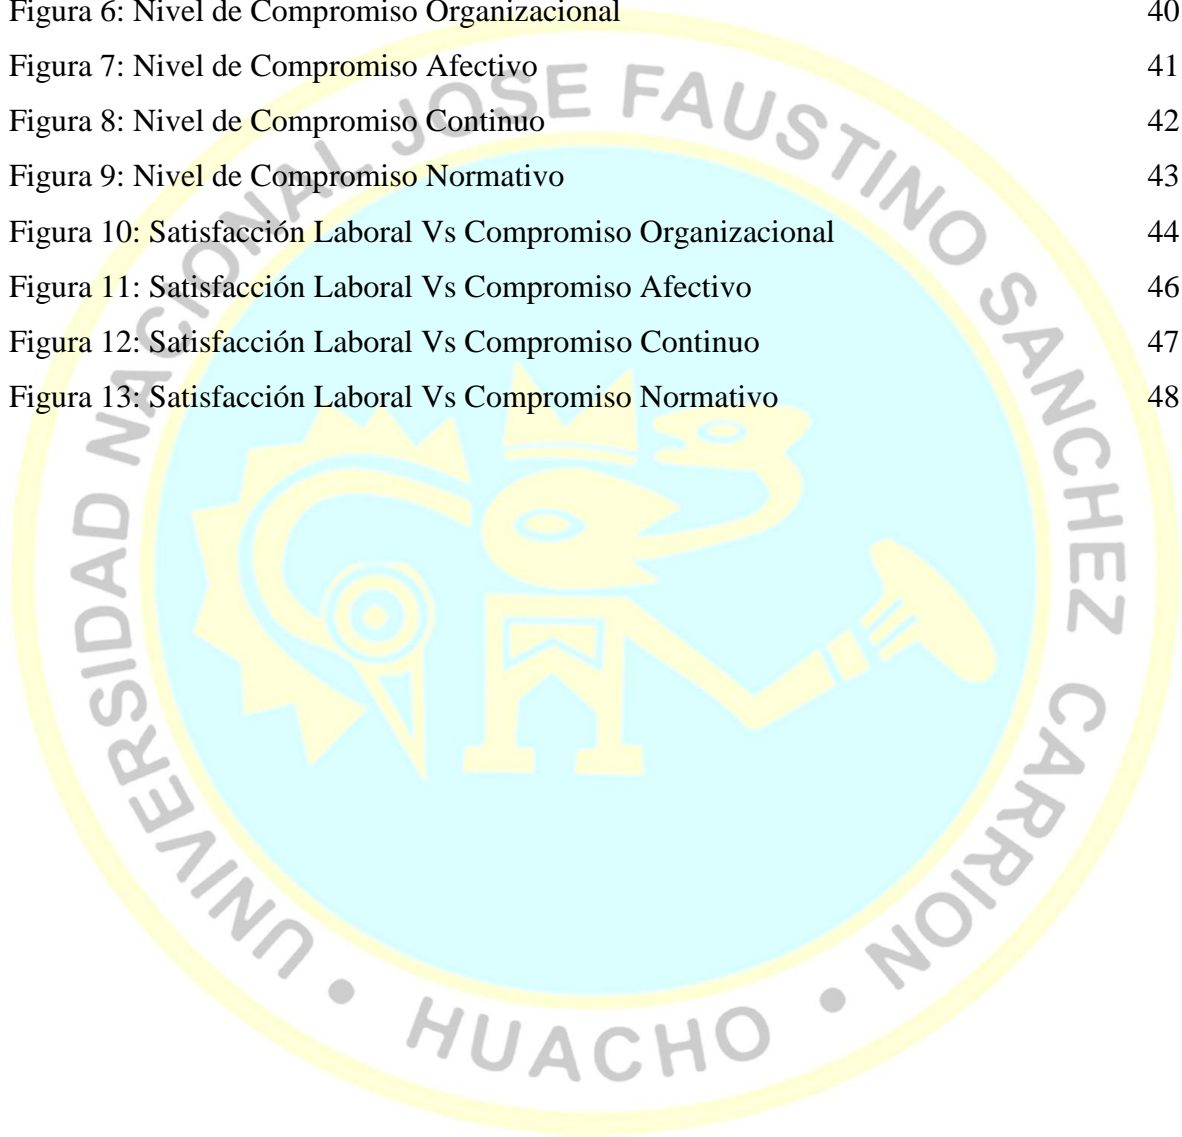 Figura 6: Nivel de Compromiso Organizacional 40
Figura 7: Nivel de Compromiso Afectivo 41
Figura 8: Nivel de Compromiso Continuo 42
Figura 9: Nivel de Compromiso Normativo 43
Figura 10: Satisfacción Laboral Vs Compromiso Organizacional 44
Figura 11: Satisfacción Laboral Vs Compromiso Afectivo 46
Figura 12: Satisfacción Laboral Vs Compromiso Continuo 47
Figura 13: Satisfacción Laboral Vs Compromiso Normativo 48
UNIVERSIDAD NACIONAL JOSE FAUSTINO SANCHEZ CARRION
• HUACHO •